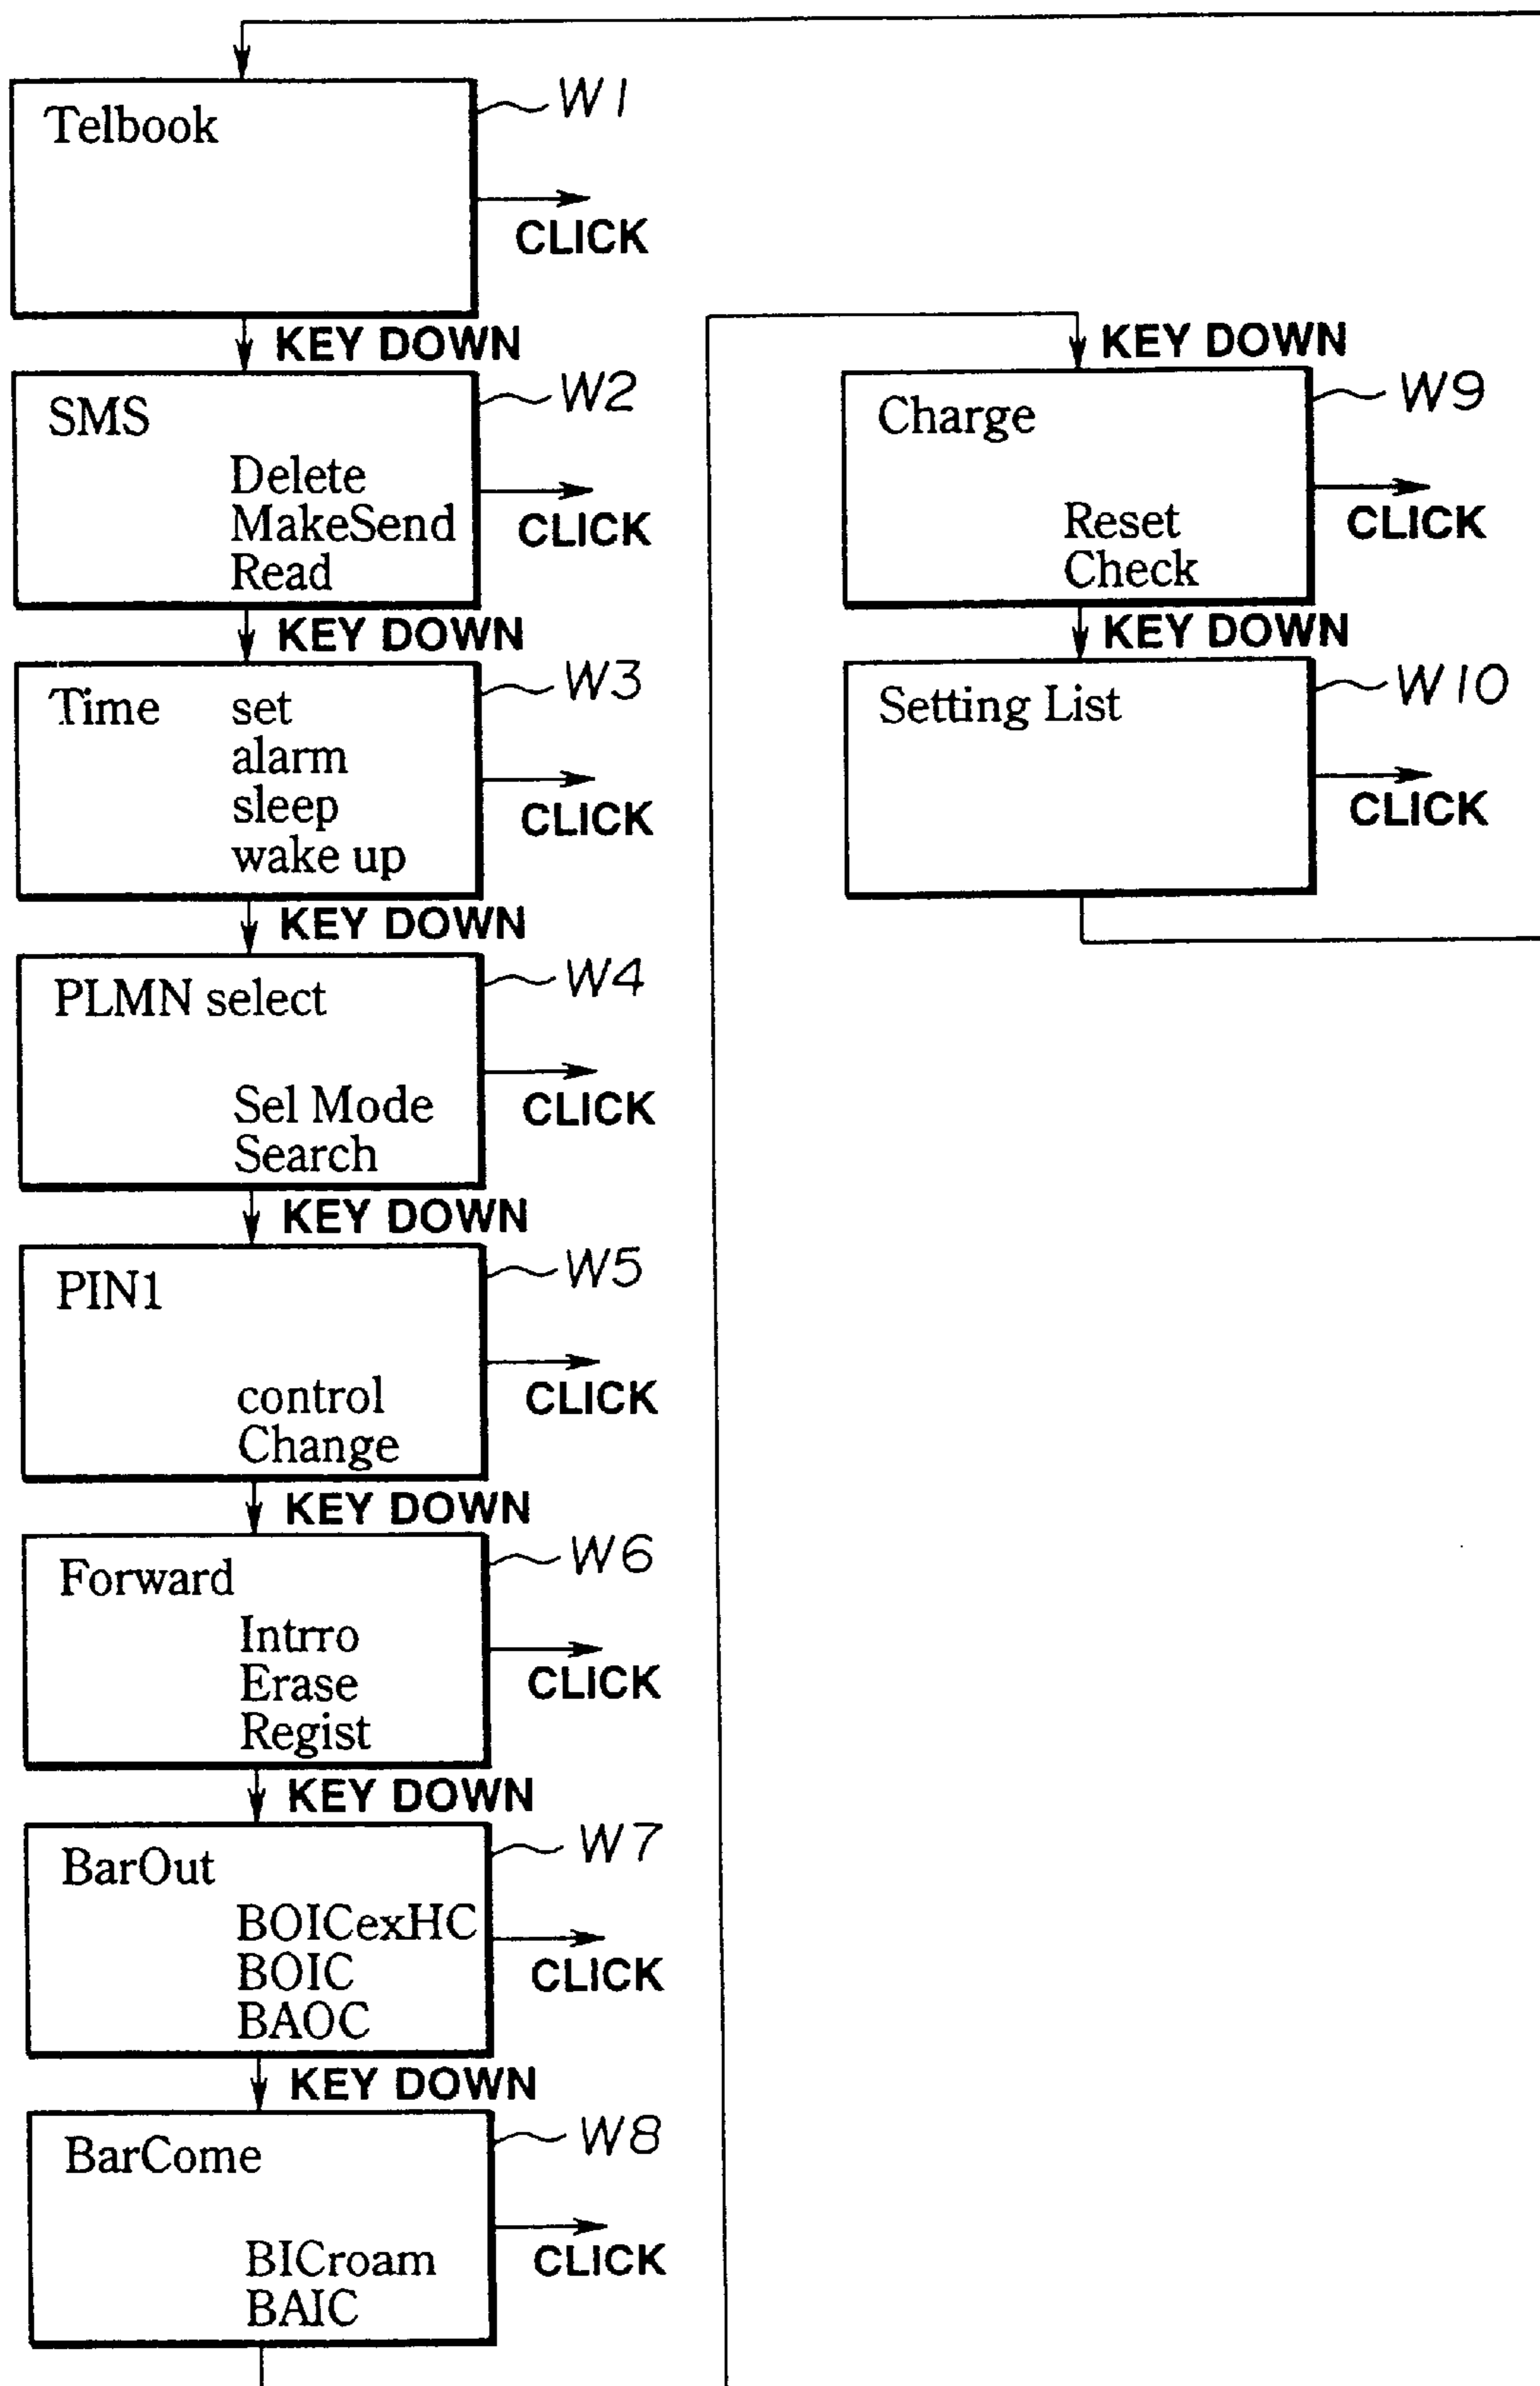 Telbook
W1
CLICK
KEY DOWN
SMS
W2
Delete
MakeSend
Read
CLICK
KEY DOWN
Time set
W3
alarm
sleep
wake up
CLICK
KEY DOWN
PLMN select
W4
Sel Mode
Search
CLICK
KEY DOWN
PIN1
W5
control
Change
CLICK
KEY DOWN
Forward
W6
Intrro
Erase
Regist
CLICK
KEY DOWN
BarOut
W7
BOICexHC
BOIC
BAOC
CLICK
KEY DOWN
BarCome
W8
BICroam
BAIC
CLICK
KEY DOWN
Charge
W9
Reset
Check
CLICK
KEY DOWN
Setting List
W10
CLICK